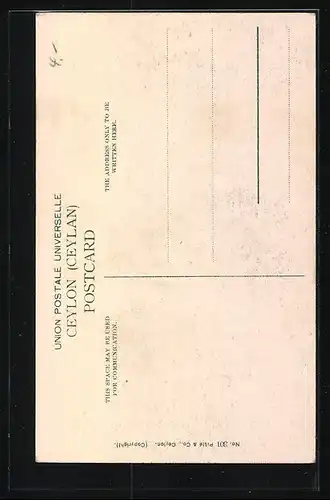 4.-
UNION POSTALE UNIVERSELLE
CEYLON (CEYLAN)
POSTCARD
THIS SPACE MAY BE USED
FOR COMMUNICATION.
THE ADDRESS ONLY TO BE
WRITTEN HERE.
No. Plâté & Co., Ceylon. (Copyright).